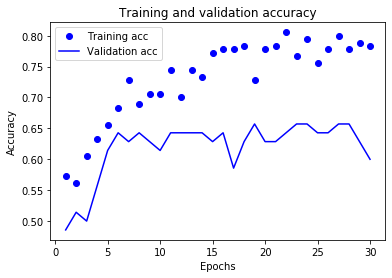 Training and validation accuracy
Training acc
Validation acc
Accuracy
0.80
0.75
0.70
0.65
0.60
0.55
0.50
0 5 10 15 20 25 30
Epochs